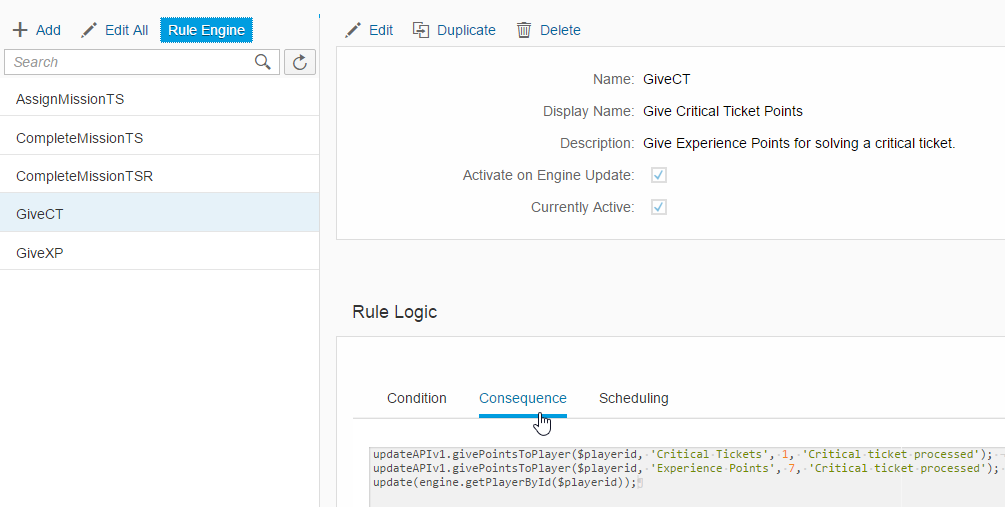 Add Edit All Rule Engine
Search
AssignMissionTS
CompleteMissionTS
CompleteMissionTSR
GiveCT
GiveXP
Edit Duplicate Delete
Name: GiveCT
Display Name: Give Critical Ticket Points
Description: Give Experience Points for solving a critical ticket.
Activate on Engine Update:
Currently Active:
Rule Logic
Condition Consequence Scheduling
updateAPIv1.givePointsToPlayer($playerid, 'Critical Tickets', 1, 'Critical ticket processed');
updateAPIv1.givePointsToPlayer($playerid, 'Experience Points', 7, 'Critical ticket processed');
update(engine.getPlayerById($playerid));